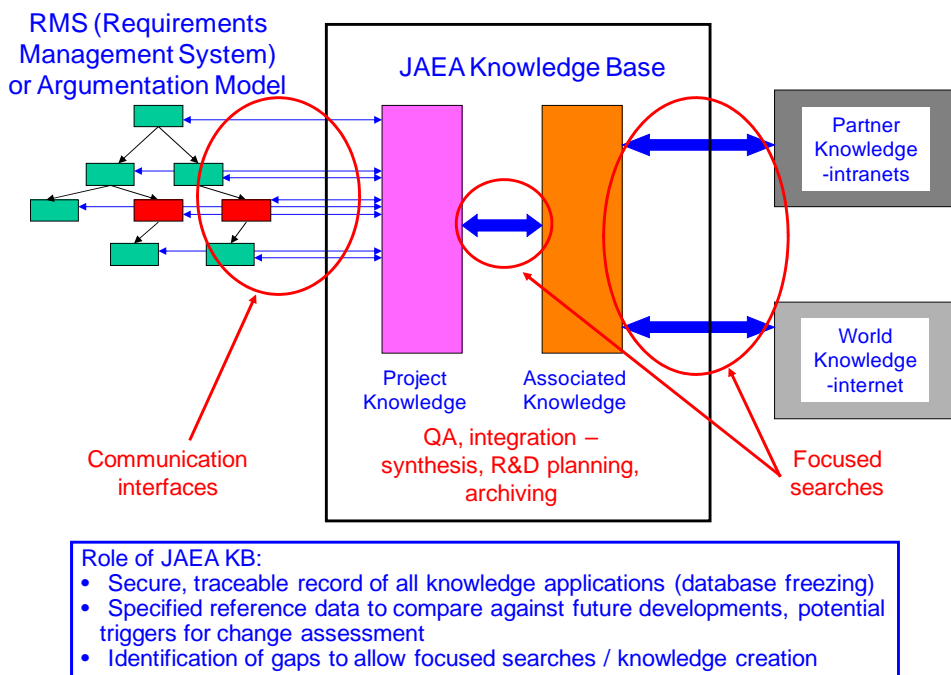 RMS (Requirements
Management System)
or Argumentation Model
JAEA Knowledge Base
Partner
Knowledge
-intranets
World
Knowledge
-internet
Project
Knowledge
Associated
Knowledge
QA, integration –
synthesis, R&D planning,
archiving
Communication
interfaces
Focused
searches
Role of JAEA KB:
• Secure, traceable record of all knowledge applications (database freezing)
• Specified reference data to compare against future developments, potential
triggers for change assessment
• Identification of gaps to allow focused searches / knowledge creation